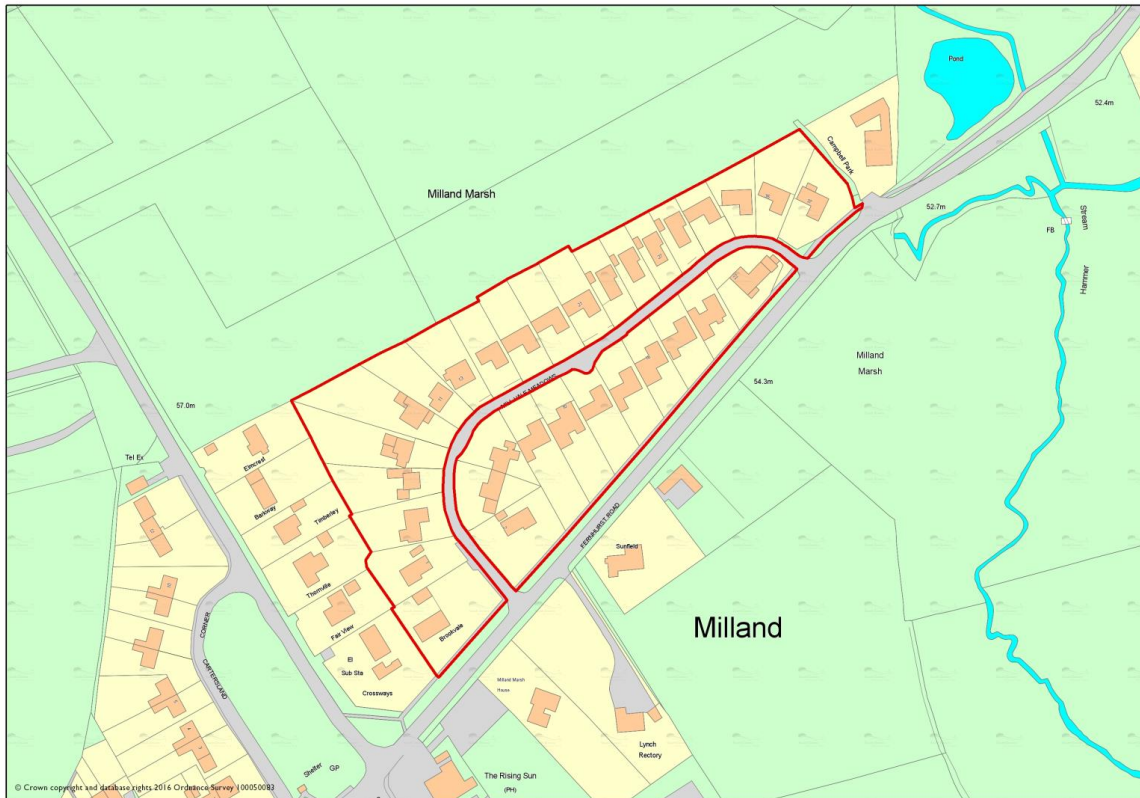 Pond
52.4m
Campbell Park
Milland Marsh
52.7m
FB
Stream
Hammer
Milland
Marsh
54.3m
57.0m
Tel Ex
Elmcrest
Barkway
Timberley
Thornville
Fair View
El
Sub Sta
Crossways
Brookvale
FERNHURST ROAD
Sunfield
Milland
CORNER
CARTERSLAND
Milland Marsh
House
Lynch
Rectory
Shelter
Gp
The Rising Sun
(PH)
© Crown copyright and database rights 2016 Ordnance Survey 100050083